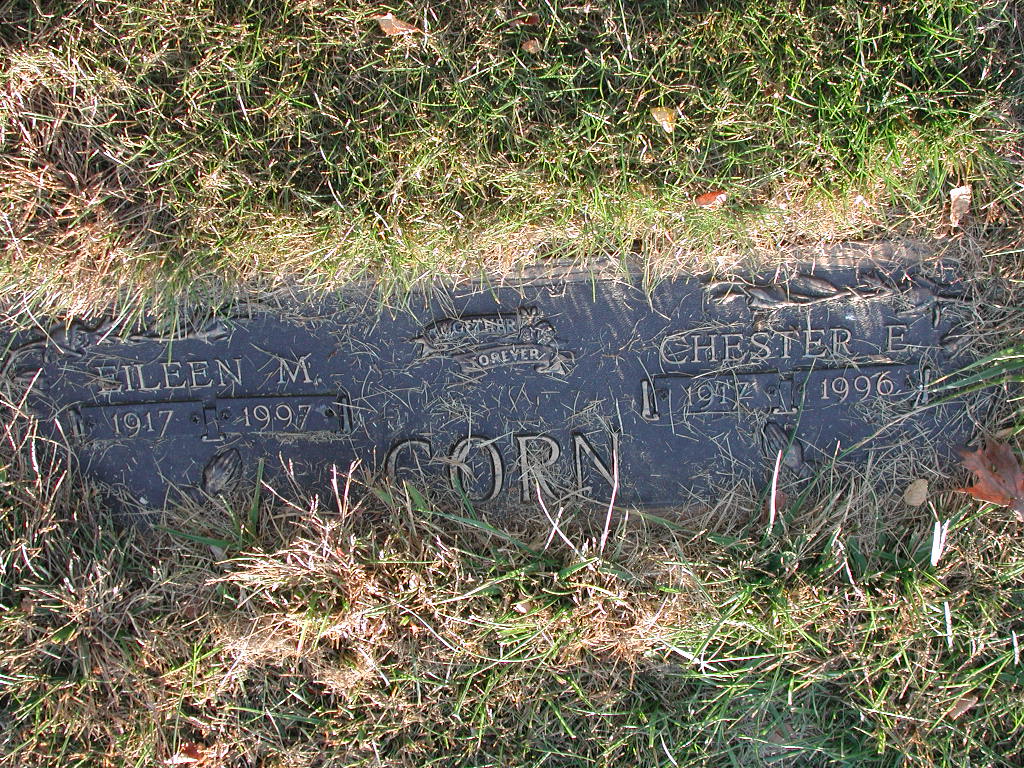 TOGETHER
FOREVER
EILEEN M.
1917 1997
CHESTER E.
1917 1996
CORN